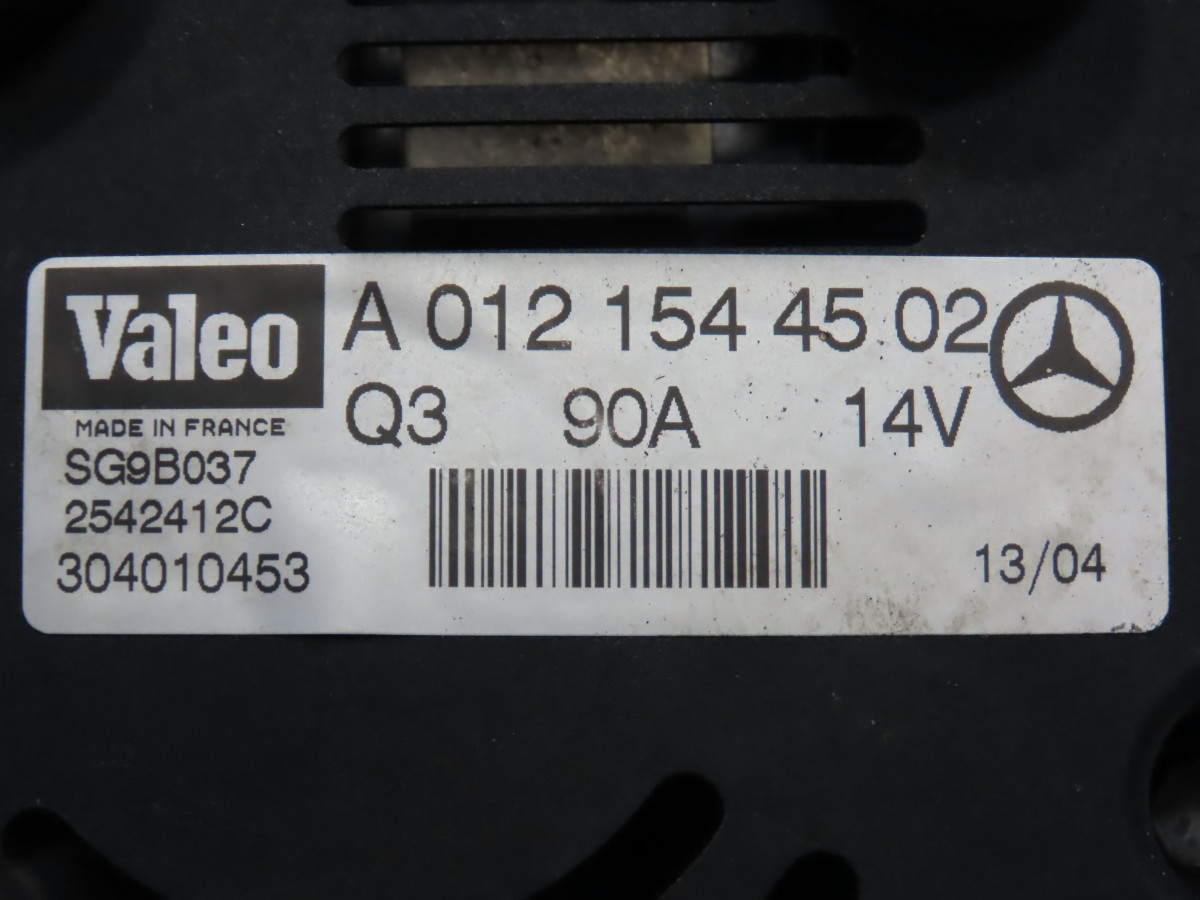 Valeo
MADE IN FRANCE
SG9B037
2542412C
304010453
A 012 154 45 02
Q3 90A 14V
13/04